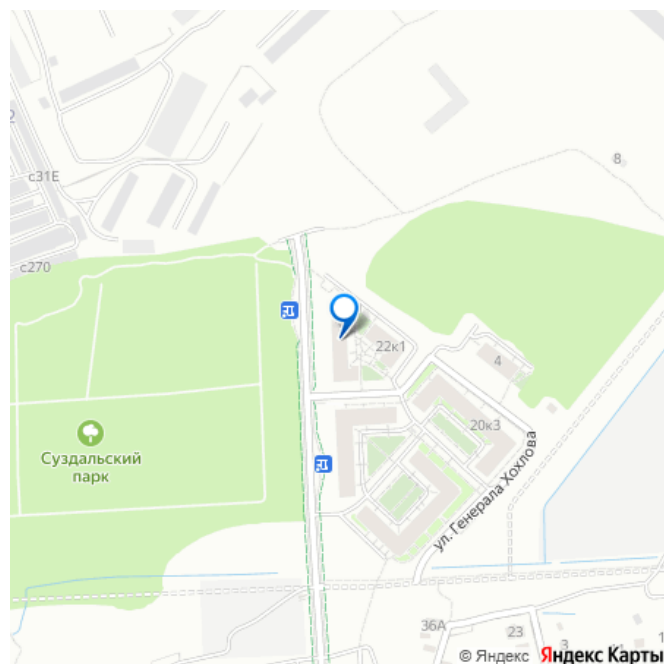 8
с31Е
с270
22к1
4
20к3
Суздальский
парк
ул. Генерала Хохлова
36А
23
3
© Яндекс Яндекс Карты